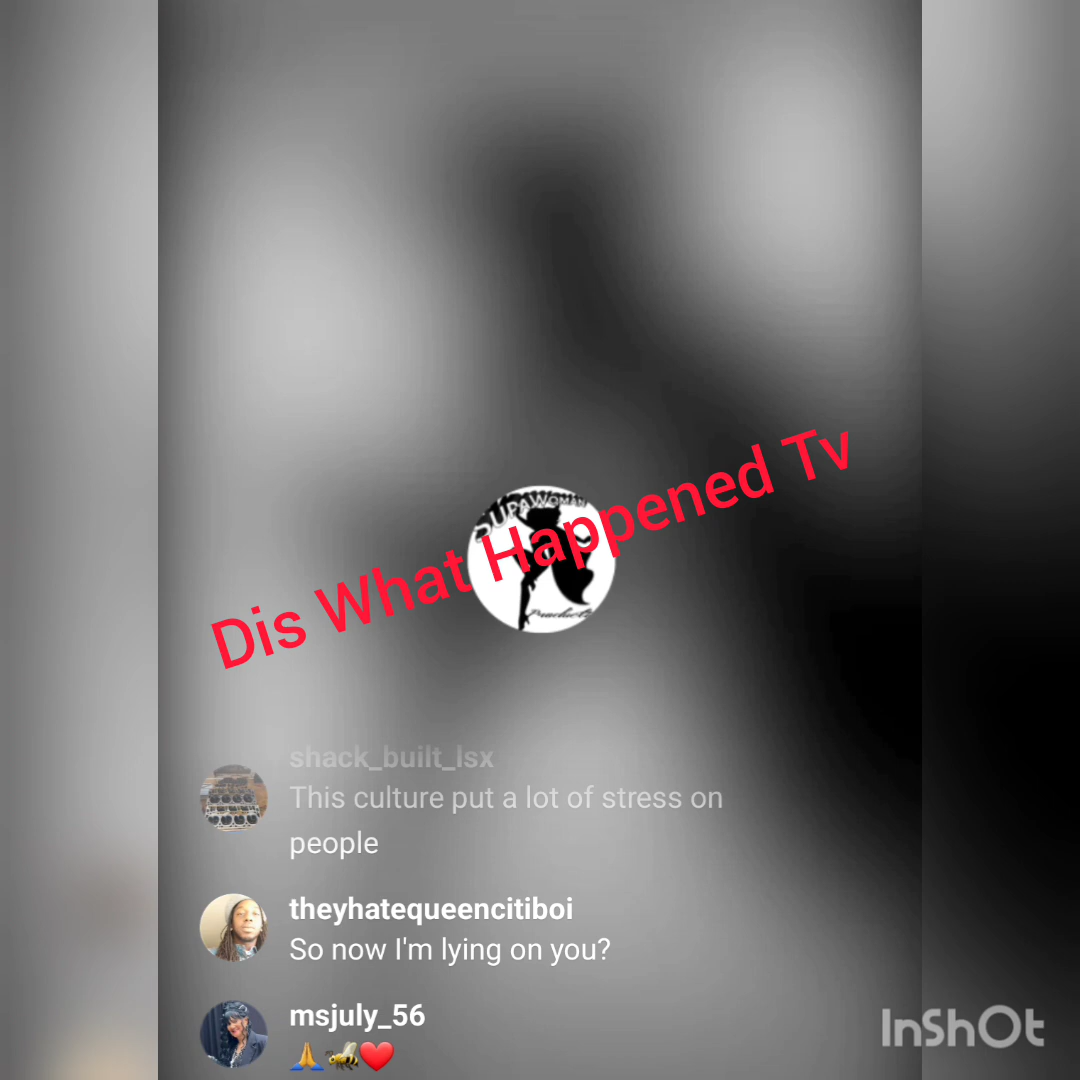 SUPAWOMAN
Dis What Happened Tv
shack_built_lsx
This culture put a lot of stress on
people
theyhatequeencitiboi
So now I'm lying on you?
msjuly_56
🙏🐝❤️
InShOt